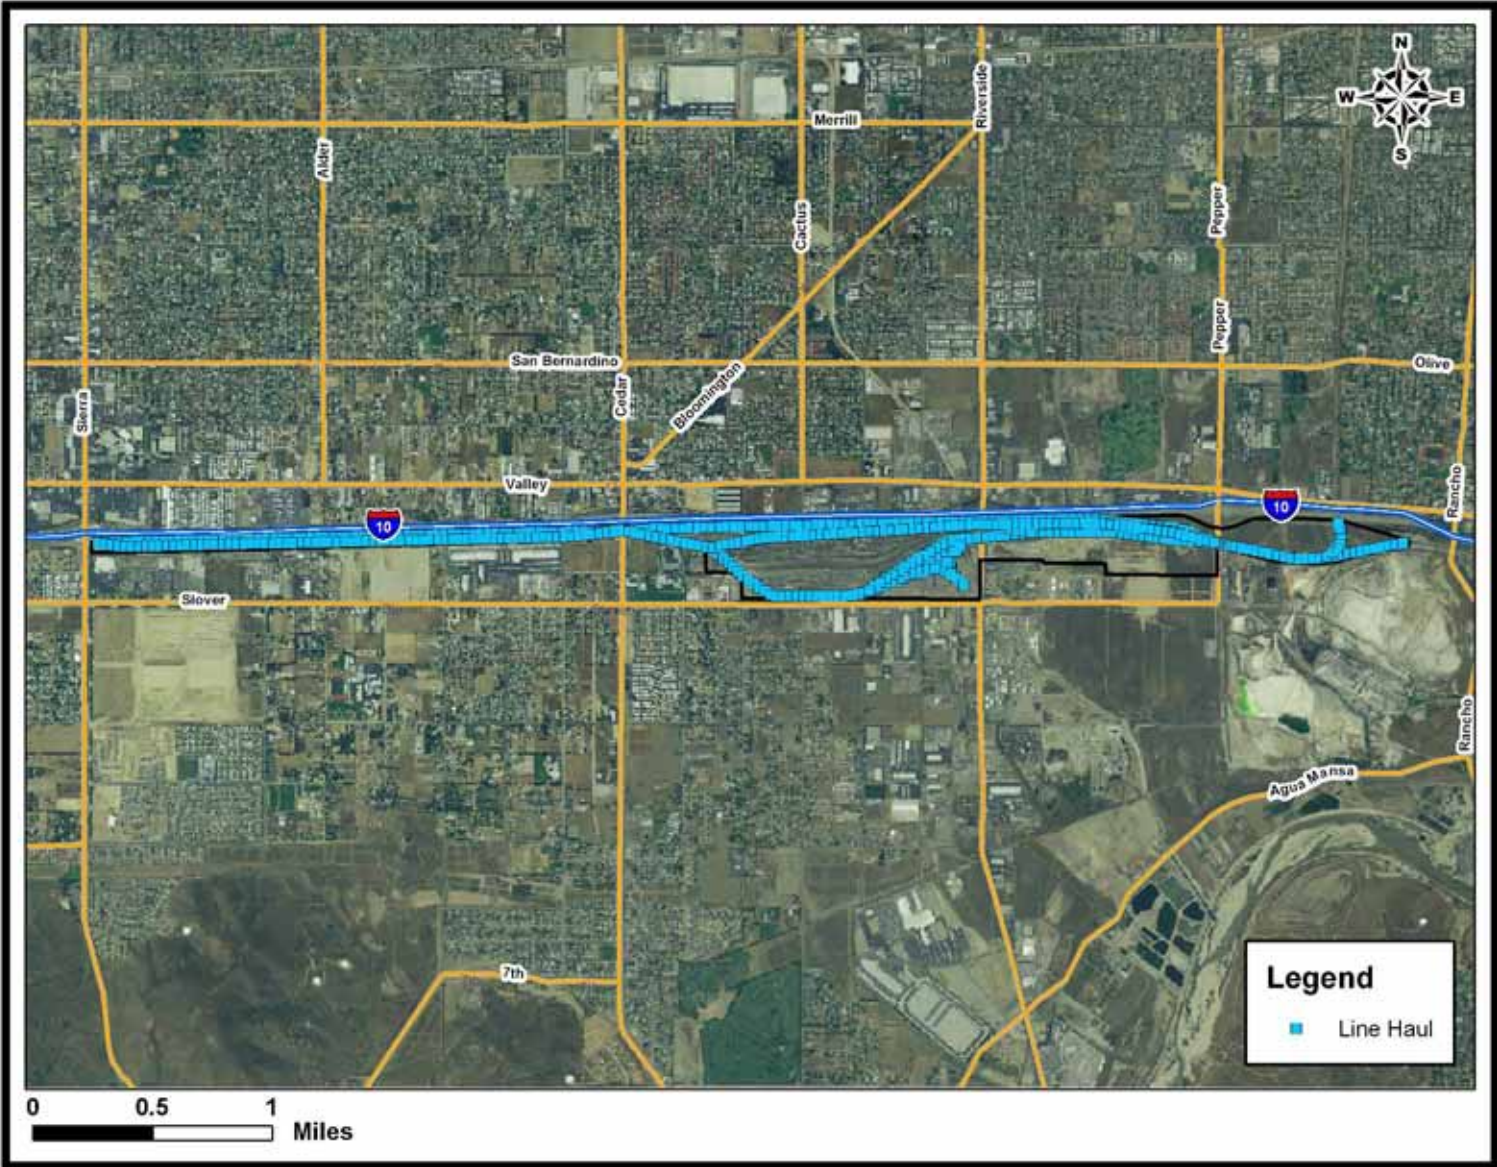 N
W E
S
Riverside
Merrill
Alder
Pepper
Cactus
Pepper
San Bernardino
Olive
Cedar
Bloomington
Sierra
Rancho
Valley
10
10
Slover
Rancho
Agua Mansa
7th
Legend
Line Haul
0 0.5 1
Miles